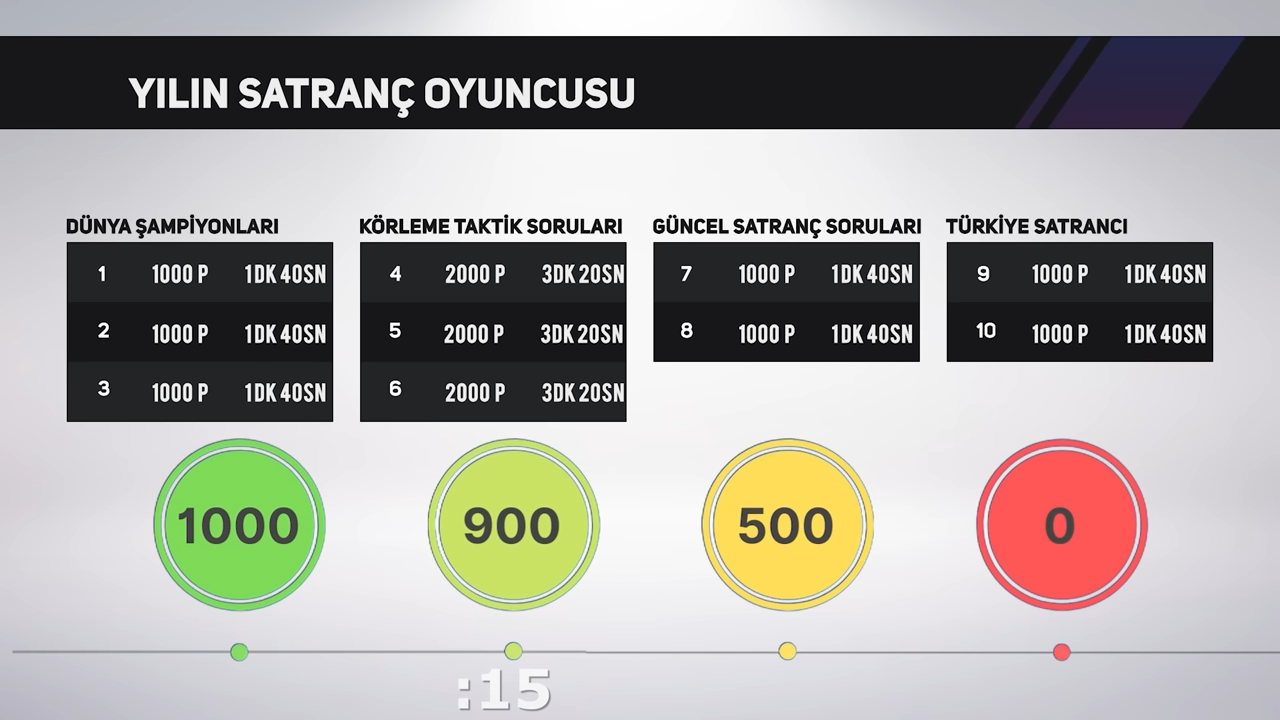 YILIN SATRANÇ OYUNCUSU
DÜNYA ŞAMPİYONLARI
1 1000 P 1DK 40SN
2 1000 P 1DK 40SN
3 1000 P 1DK 40SN
KÖRLEME TAKTİK SORULARI
4 2000 P 3DK 20SN
5 2000 P 3DK 20SN
6 2000 P 3DK 20SN
GÜNCEL SATRANÇ SORULARI
7 1000 P 1DK 40SN
8 1000 P 1DK 40SN
TÜRKİYE SATRANCI
9 1000 P 1DK 40SN
10 1000 P 1DK 40SN
1000 900 500 0
:15